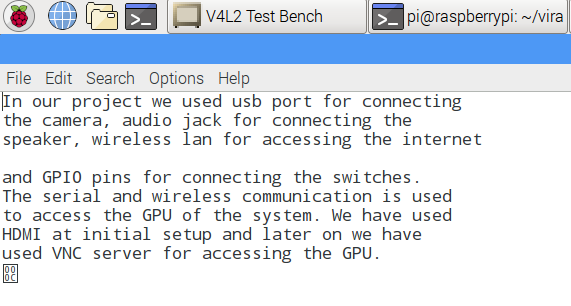 V4L2 Test Bench
pi@raspberrypi: ~/vira
File Edit Search Options Help
In our project we used usb port for connecting
the camera, audio jack for connecting the
speaker, wireless lan for accessing the internet
and GPIO pins for connecting the switches.
The serial and wireless communication is used
to access the GPU of the system. We have used
HDMI at initial setup and later on we have
used VNC server for accessing the GPU.